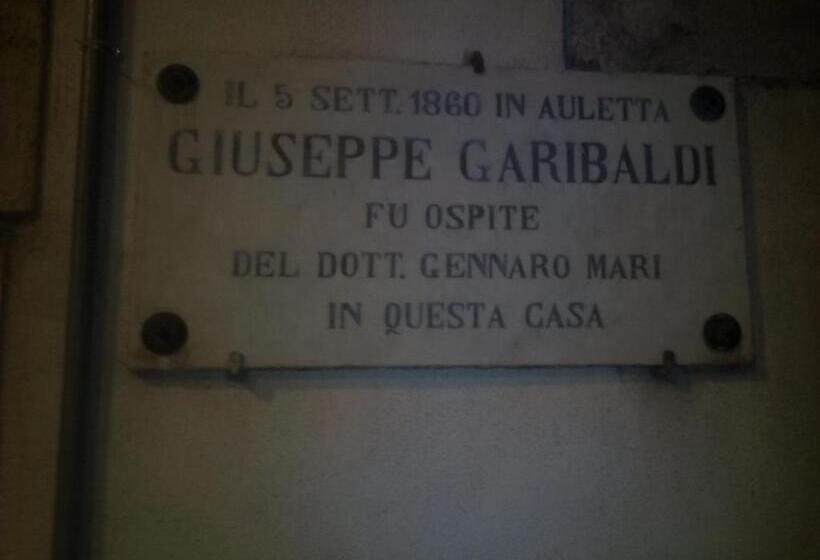 IL 5 SETT. 1860 IN AULETTA
GIUSEPPE GARIBALDI
FU OSPITE
DEL DOTT. GENNARO MARI
IN QUESTA CASA